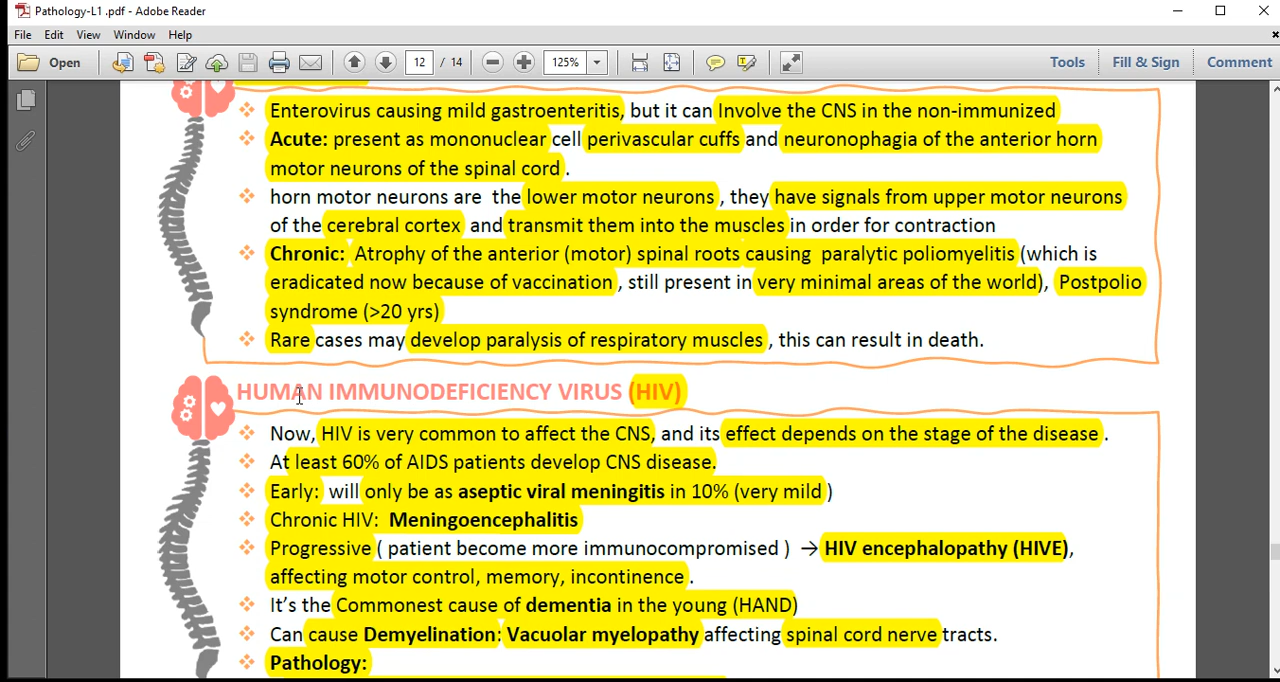 Pathology-L1 .pdf - Adobe Reader
File Edit View Window Help
Open 12 / 14 125% Tools Fill & Sign Comment
Enterovirus causing mild gastroenteritis, but it can Involve the CNS in the non-immunized
Acute: present as mononuclear cell perivascular cuffs and neuronophagia of the anterior horn
motor neurons of the spinal cord .
horn motor neurons are the lower motor neurons , they have signals from upper motor neurons
of the cerebral cortex and transmit them into the muscles in order for contraction
Chronic: Atrophy of the anterior (motor) spinal roots causing paralytic poliomyelitis (which is
eradicated now because of vaccination , still present in very minimal areas of the world), Postpolio
syndrome (>20 yrs)
Rare cases may develop paralysis of respiratory muscles , this can result in death.
HUMAN IMMUNODEFICIENCY VIRUS (HIV)
Now, HIV is very common to affect the CNS, and its effect depends on the stage of the disease .
At least 60% of AIDS patients develop CNS disease.
Early: will only be as aseptic viral meningitis in 10% (very mild )
Chronic HIV: Meningoencephalitis
Progressive ( patient become more immunocompromised ) → HIV encephalopathy (HIVE),
affecting motor control, memory, incontinence .
It's the Commonest cause of dementia in the young (HAND)
Can cause Demyelination: Vacuolar myelopathy affecting spinal cord nerve tracts.
Pathology: